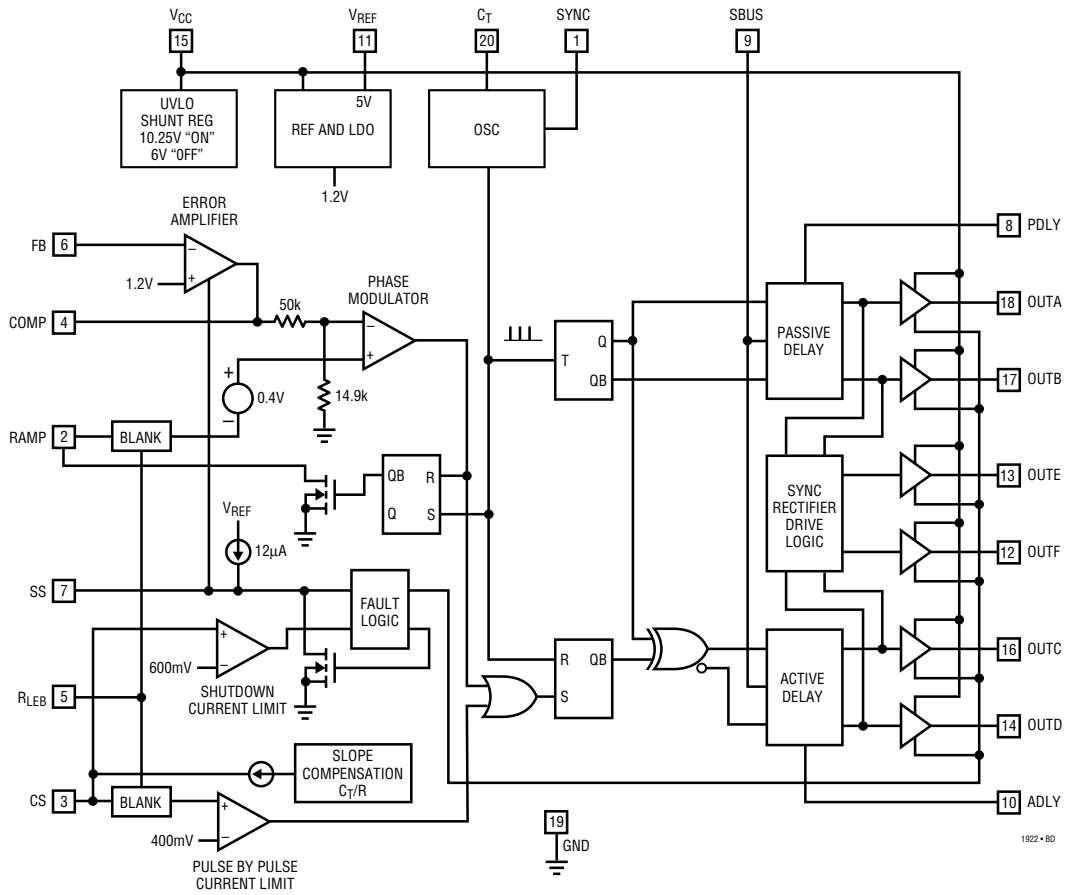 VCC
15
VREF
11
CT
20
SYNC
1
SBUS
9
UVLO
SHUNT REG
10.25V “ON”
6V “OFF”
5V
REF AND LDO
1.2V
OSC
ERROR
AMPLIFIER
FB 6
−
+
1.2V
COMP 4
50k
PHASE
MODULATOR
−
+
+
0.4V
−
14.9k
RAMP 2
BLANK
T
Q
QB
PASSIVE
DELAY
8 PDLY
18 OUTA
17 OUTB
QB
Q
R
S
SYNC
RECTIFIER
DRIVE
LOGIC
13 OUTE
12 OUTF
VREF
12µA
SS 7
FAULT
LOGIC
+
−
600mV
SHUTDOWN
CURRENT LIMIT
RLEB 5
R
S
QB
ACTIVE
DELAY
16 OUTC
14 OUTD
SLOPE
COMPENSATION
CT/R
CS 3
BLANK
+
−
400mV
PULSE BY PULSE
CURRENT LIMIT
19
GND
10 ADLY
1922 • BD